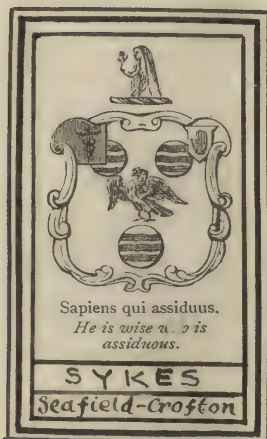 Sapiens qui assiduus.
He is wise is
assiduous.
SYKES
Seafield-Crofton